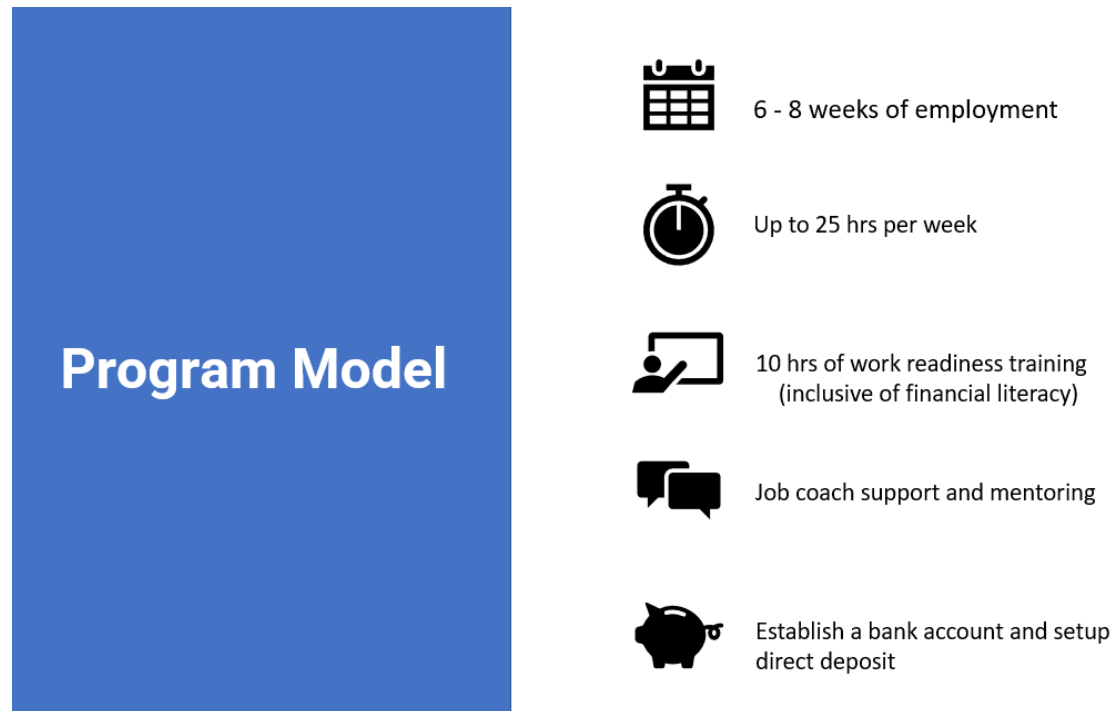 Program Model
6 - 8 weeks of employment
Up to 25 hrs per week
10 hrs of work readiness training
(inclusive of financial literacy)
Job coach support and mentoring
Establish a bank account and setup
direct deposit